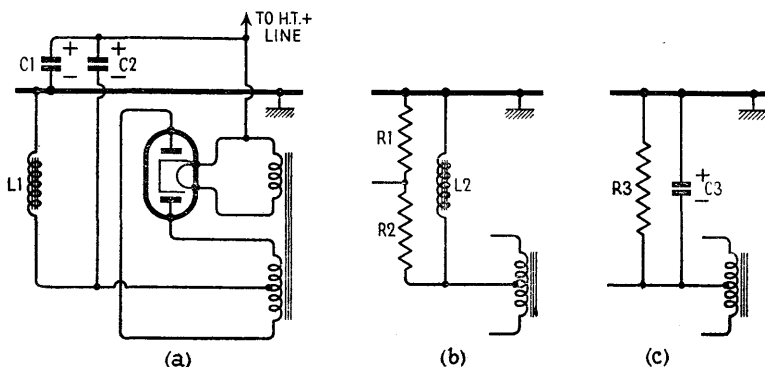 TO H.T.+
LINE
C1
+
−
+
−
C2
L1
(a)
R1
R2
L2
(b)
R3
+
−
C3
(c)